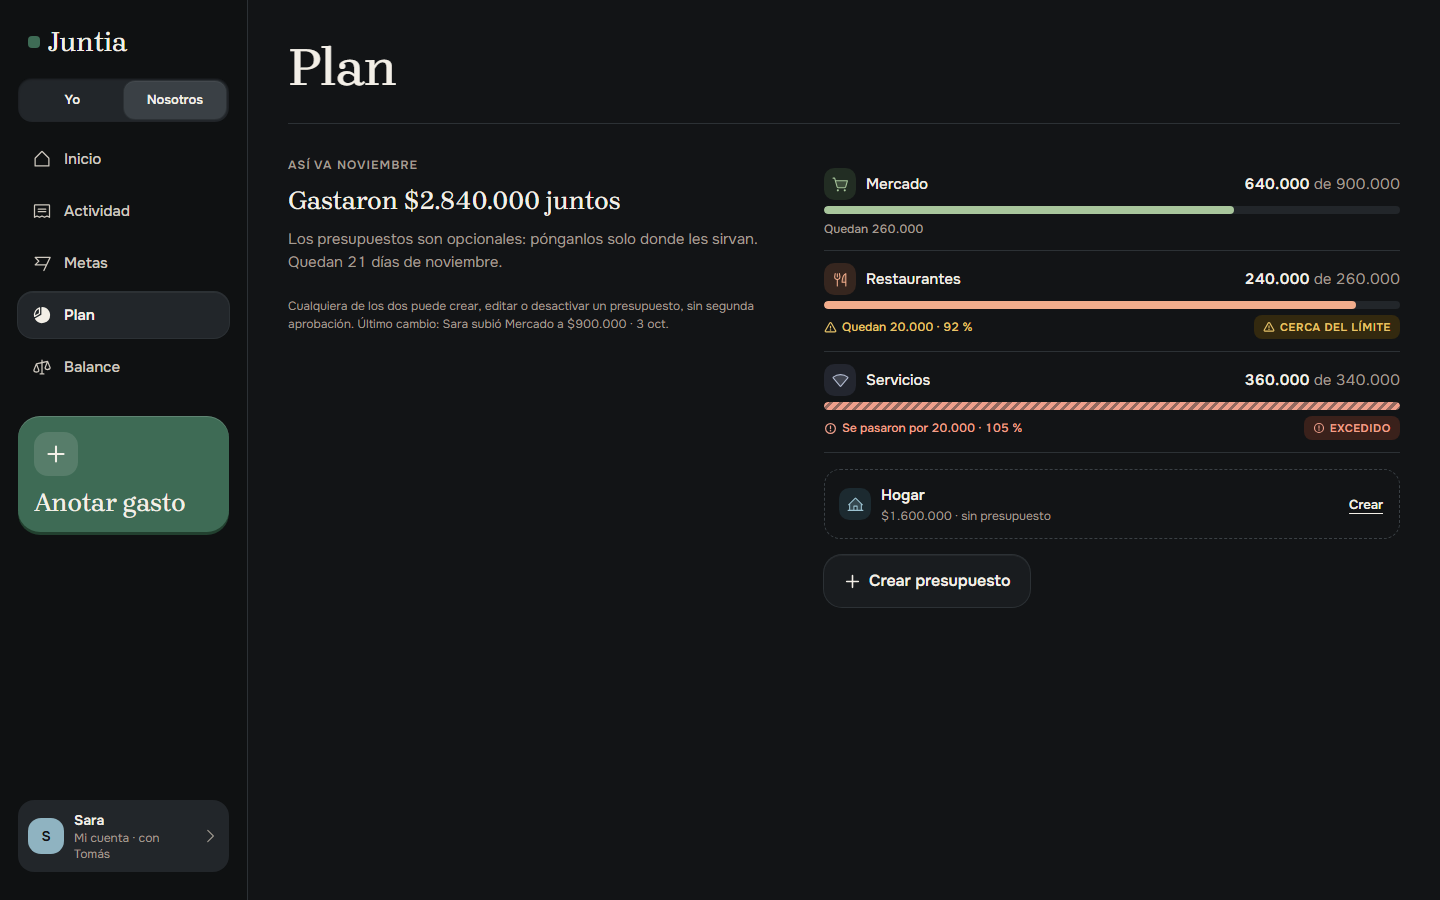 Juntia
Yo
Nosotros
Inicio
Actividad
Metas
Plan
Balance
Anotar gasto
S
Sara
Mi cuenta · con
Tomás
Plan
ASÍ VA NOVIEMBRE
Gastaron $2.840.000 juntos
Los presupuestos son opcionales: pónganlos solo donde les sirvan.
Quedan 21 días de noviembre.
Cualquiera de los dos puede crear, editar o desactivar un presupuesto, sin segunda
aprobación. Último cambio: Sara subió Mercado a $900.000 · 3 oct.
Mercado
640.000 de 900.000
Quedan 260.000
Restaurantes
240.000 de 260.000
Quedan 20.000 · 92 %
CERCA DEL LÍMITE
Servicios
360.000 de 340.000
Se pasaron por 20.000 · 105 %
EXCEDIDO
Hogar
$1.600.000 · sin presupuesto
Crear
Crear presupuesto